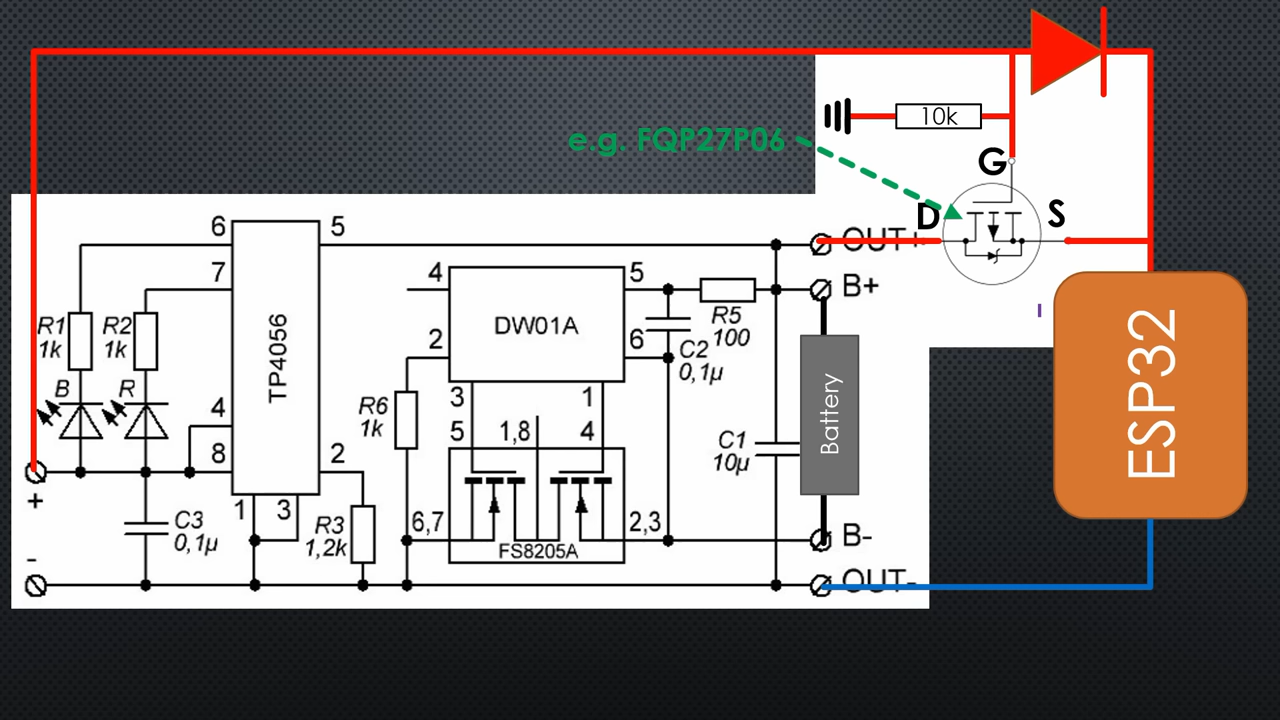 10k
e.g. FQP27P06
G
D
S
6
5
OUT+
7
4
5
B+
R1
1k
R2
1k
TP4056
DW01A
R5
100
2
6
C2
0,1µ
B
R
3
1
4
R6
1k
5
1,8
4
C1
10µ
Battery
ESP32
8
2
+
1
3
C3
0,1µ
R3
1,2k
6,7
2,3
FS8205A
B-
-
OUT-